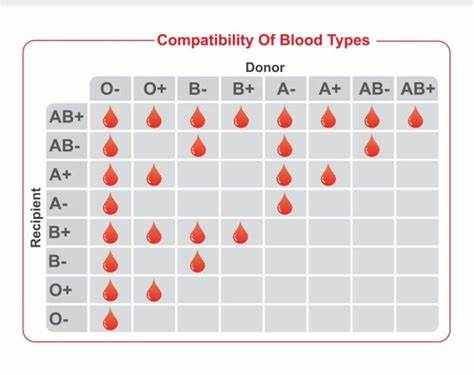 Compatibility Of Blood Types
Donor
O- O+ B- B+ A- A+ AB- AB+
Recipient
AB+
AB-
A+
A-
B+
B-
O+
O-